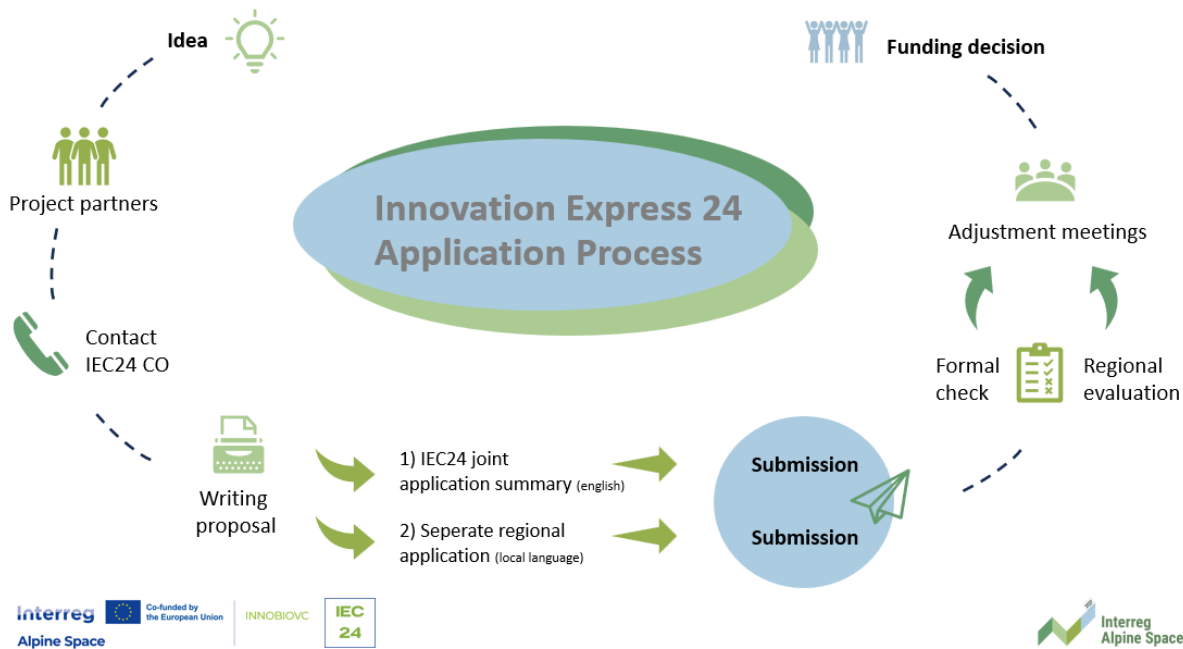 Idea
Project partners
Contact
IEC24 CO
Writing
proposal
1) IEC24 joint
application summary (english)
2) Seperate regional
application (local language)
Submission
Submission
Formal
check
Regional
evaluation
Adjustment meetings
Funding decision
Innovation Express 24
Application Process
Interreg
Co-funded by
the European Union
Alpine Space
INNOBIOVC
IEC
24
Interreg
Alpine Space